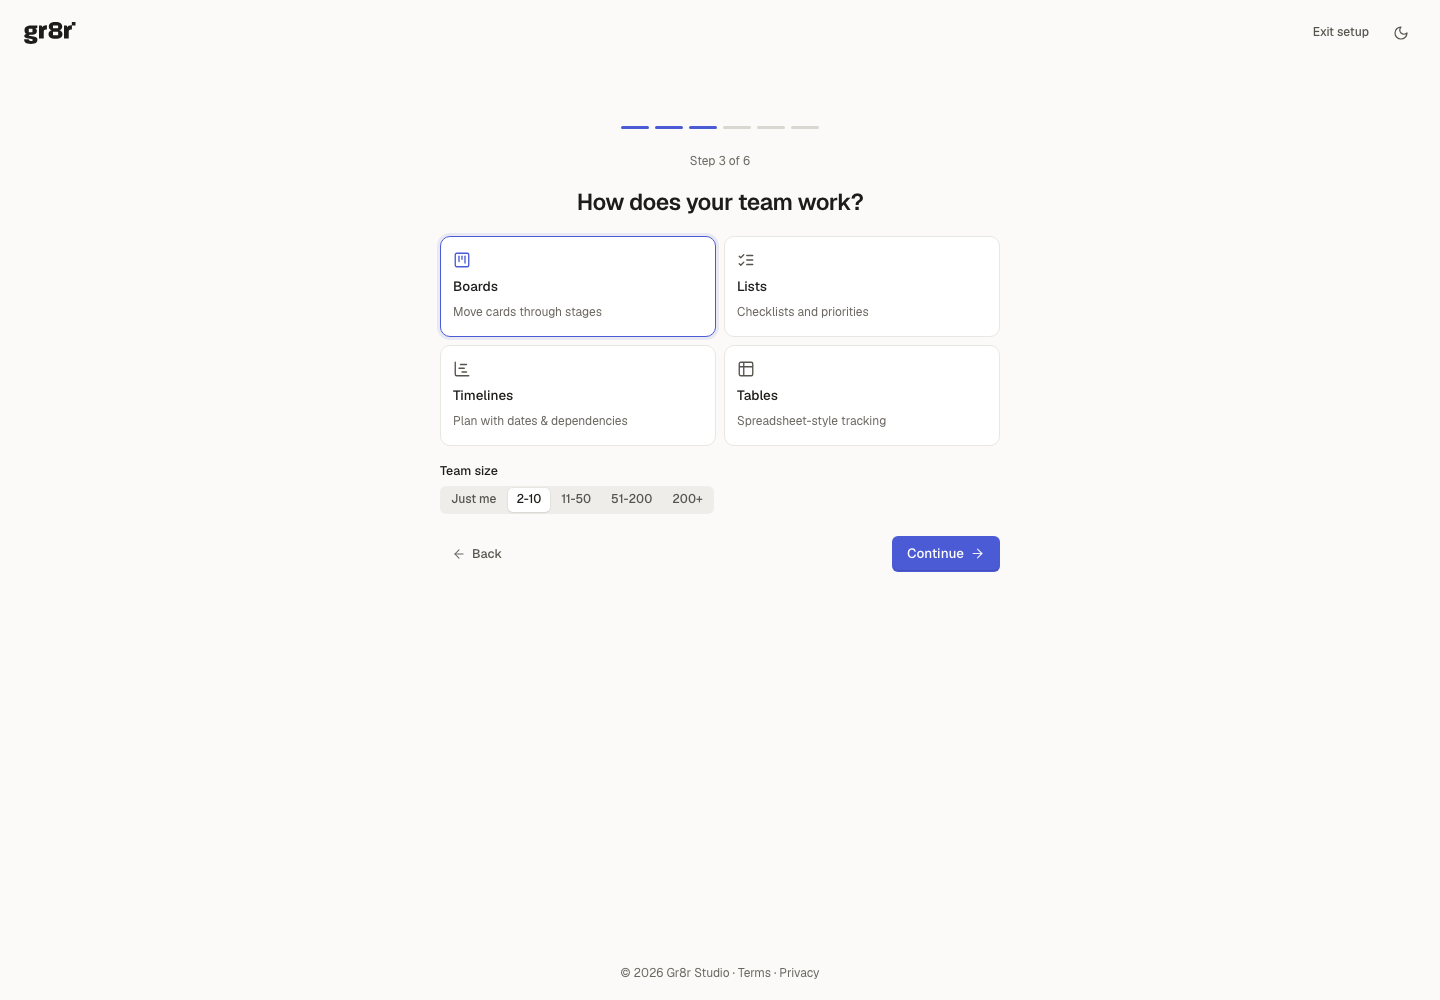 gr8r
Exit setup
Step 3 of 6
How does your team work?
Boards
Move cards through stages
Lists
Checklists and priorities
Timelines
Plan with dates & dependencies
Tables
Spreadsheet-style tracking
Team size
Just me 2-10 11-50 51-200 200+
Back
Continue
© 2026 Gr8r Studio · Terms · Privacy